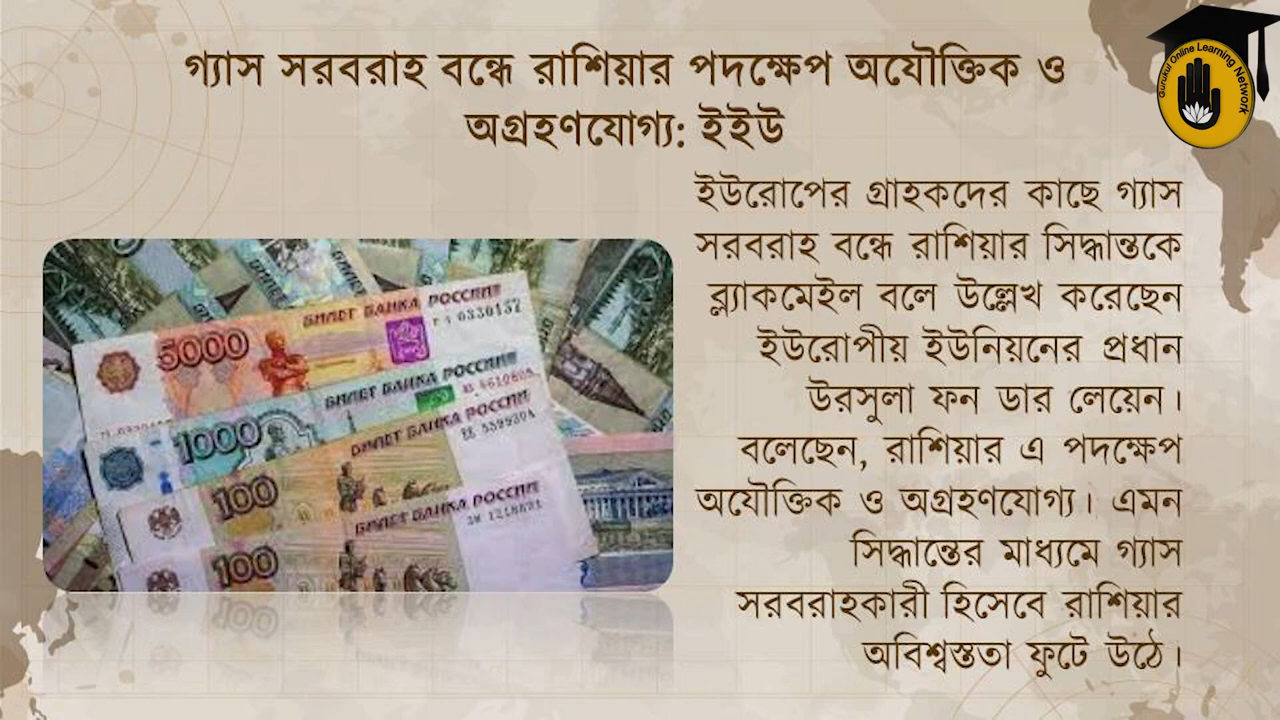 গ্যাস সরবরাহ বন্ধে রাশিয়ার পদক্ষেপ অযৌক্তিক ও
অগ্রহণযোগ্য: ইইউ
Gurukul Online Learning Network
ইউরোপের গ্রাহকদের কাছে গ্যাস
সরবরাহ বন্ধে রাশিয়ার সিদ্ধান্তকে
ব্ল্যাকমেইল বলে উল্লেখ করেছেন
ইউরোপীয় ইউনিয়নের প্রধান
উরসুলা ফন ডার লেয়েন।
বলেছেন, রাশিয়ার এ পদক্ষেপ
অযৌক্তিক ও অগ্রহণযোগ্য। এমন
সিদ্ধান্তের মাধ্যমে গ্যাস
সরবরাহকারী হিসেবে রাশিয়ার
অবিশ্বস্ততা ফুটে উঠে।
БИЛЕТ БАНКА РОССИИ
5000
БИЛЕТ БАНКА РОССИИ
1000
БИЛЕТ БАНКА РОССИИ
100
БИЛЕТ БАНКА РОССИИ
100